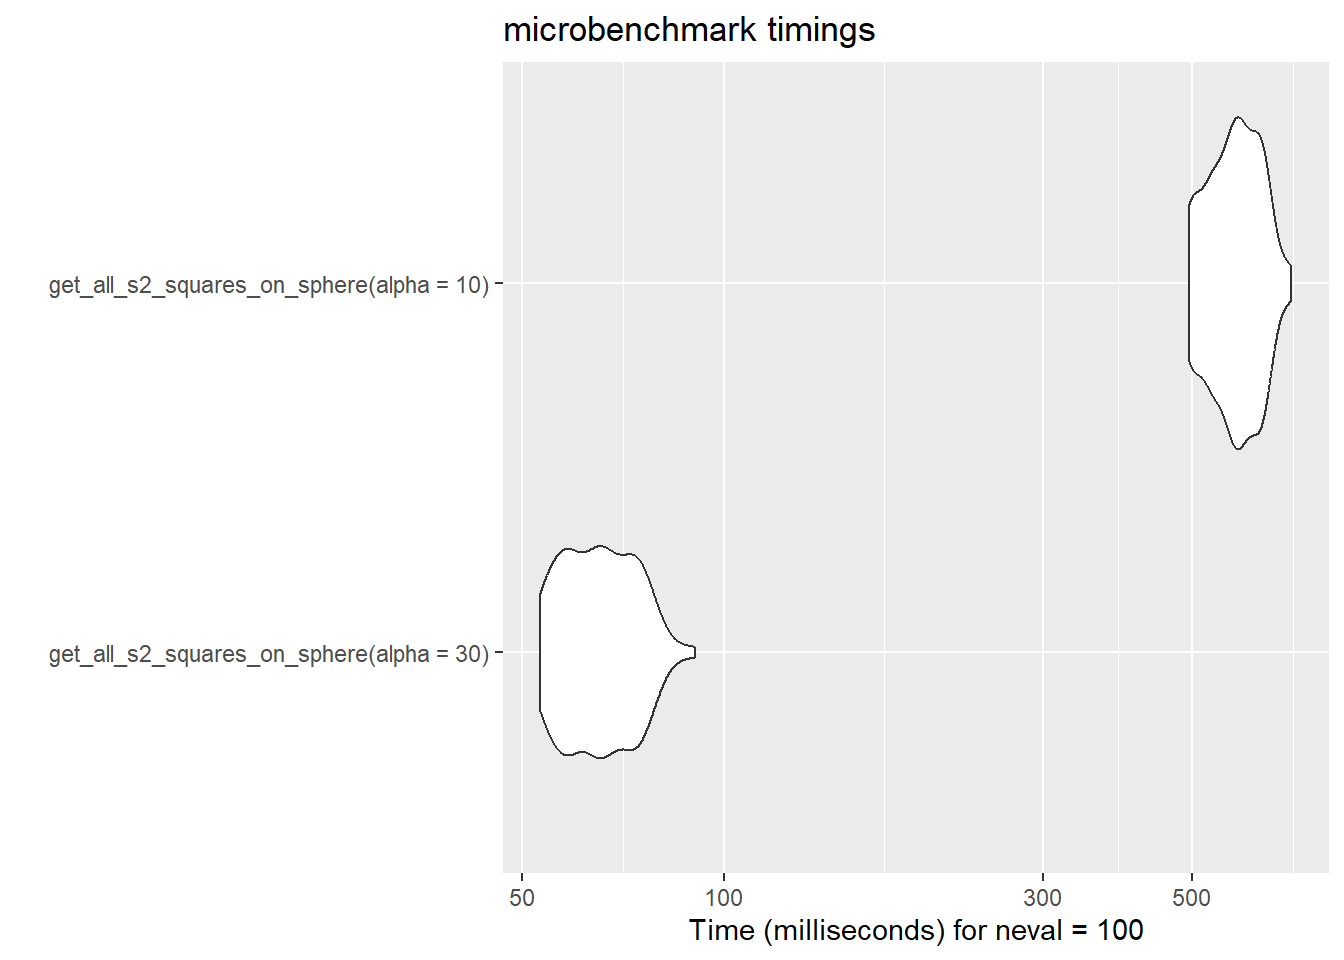 microbenchmark timings
get_all_s2_squares_on_sphere(alpha = 10)
get_all_s2_squares_on_sphere(alpha = 30)
50 100 300 500
Time (milliseconds) for neval = 100